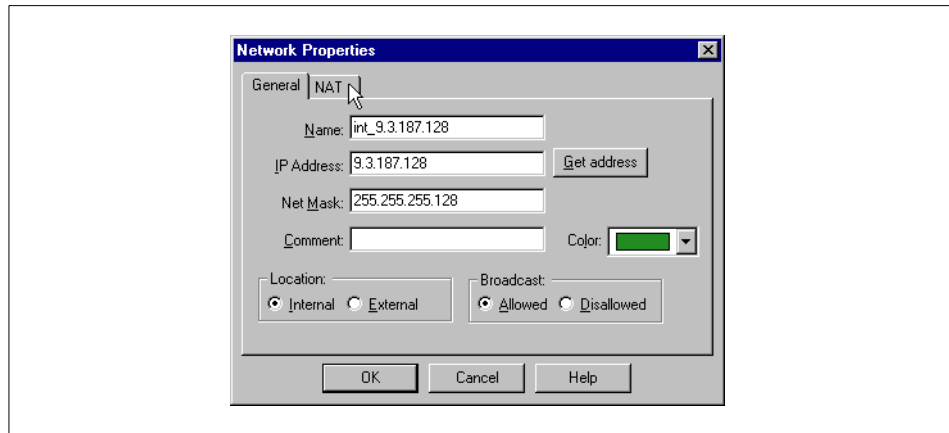 Network Properties
General NAT
Name: int_9.3.187.128
IP Address: 9.3.187.128 Get address
Net Mask: 255.255.255.128
Comment: Color:
Location: Broadcast:
Internal External Allowed Disallowed
OK Cancel Help